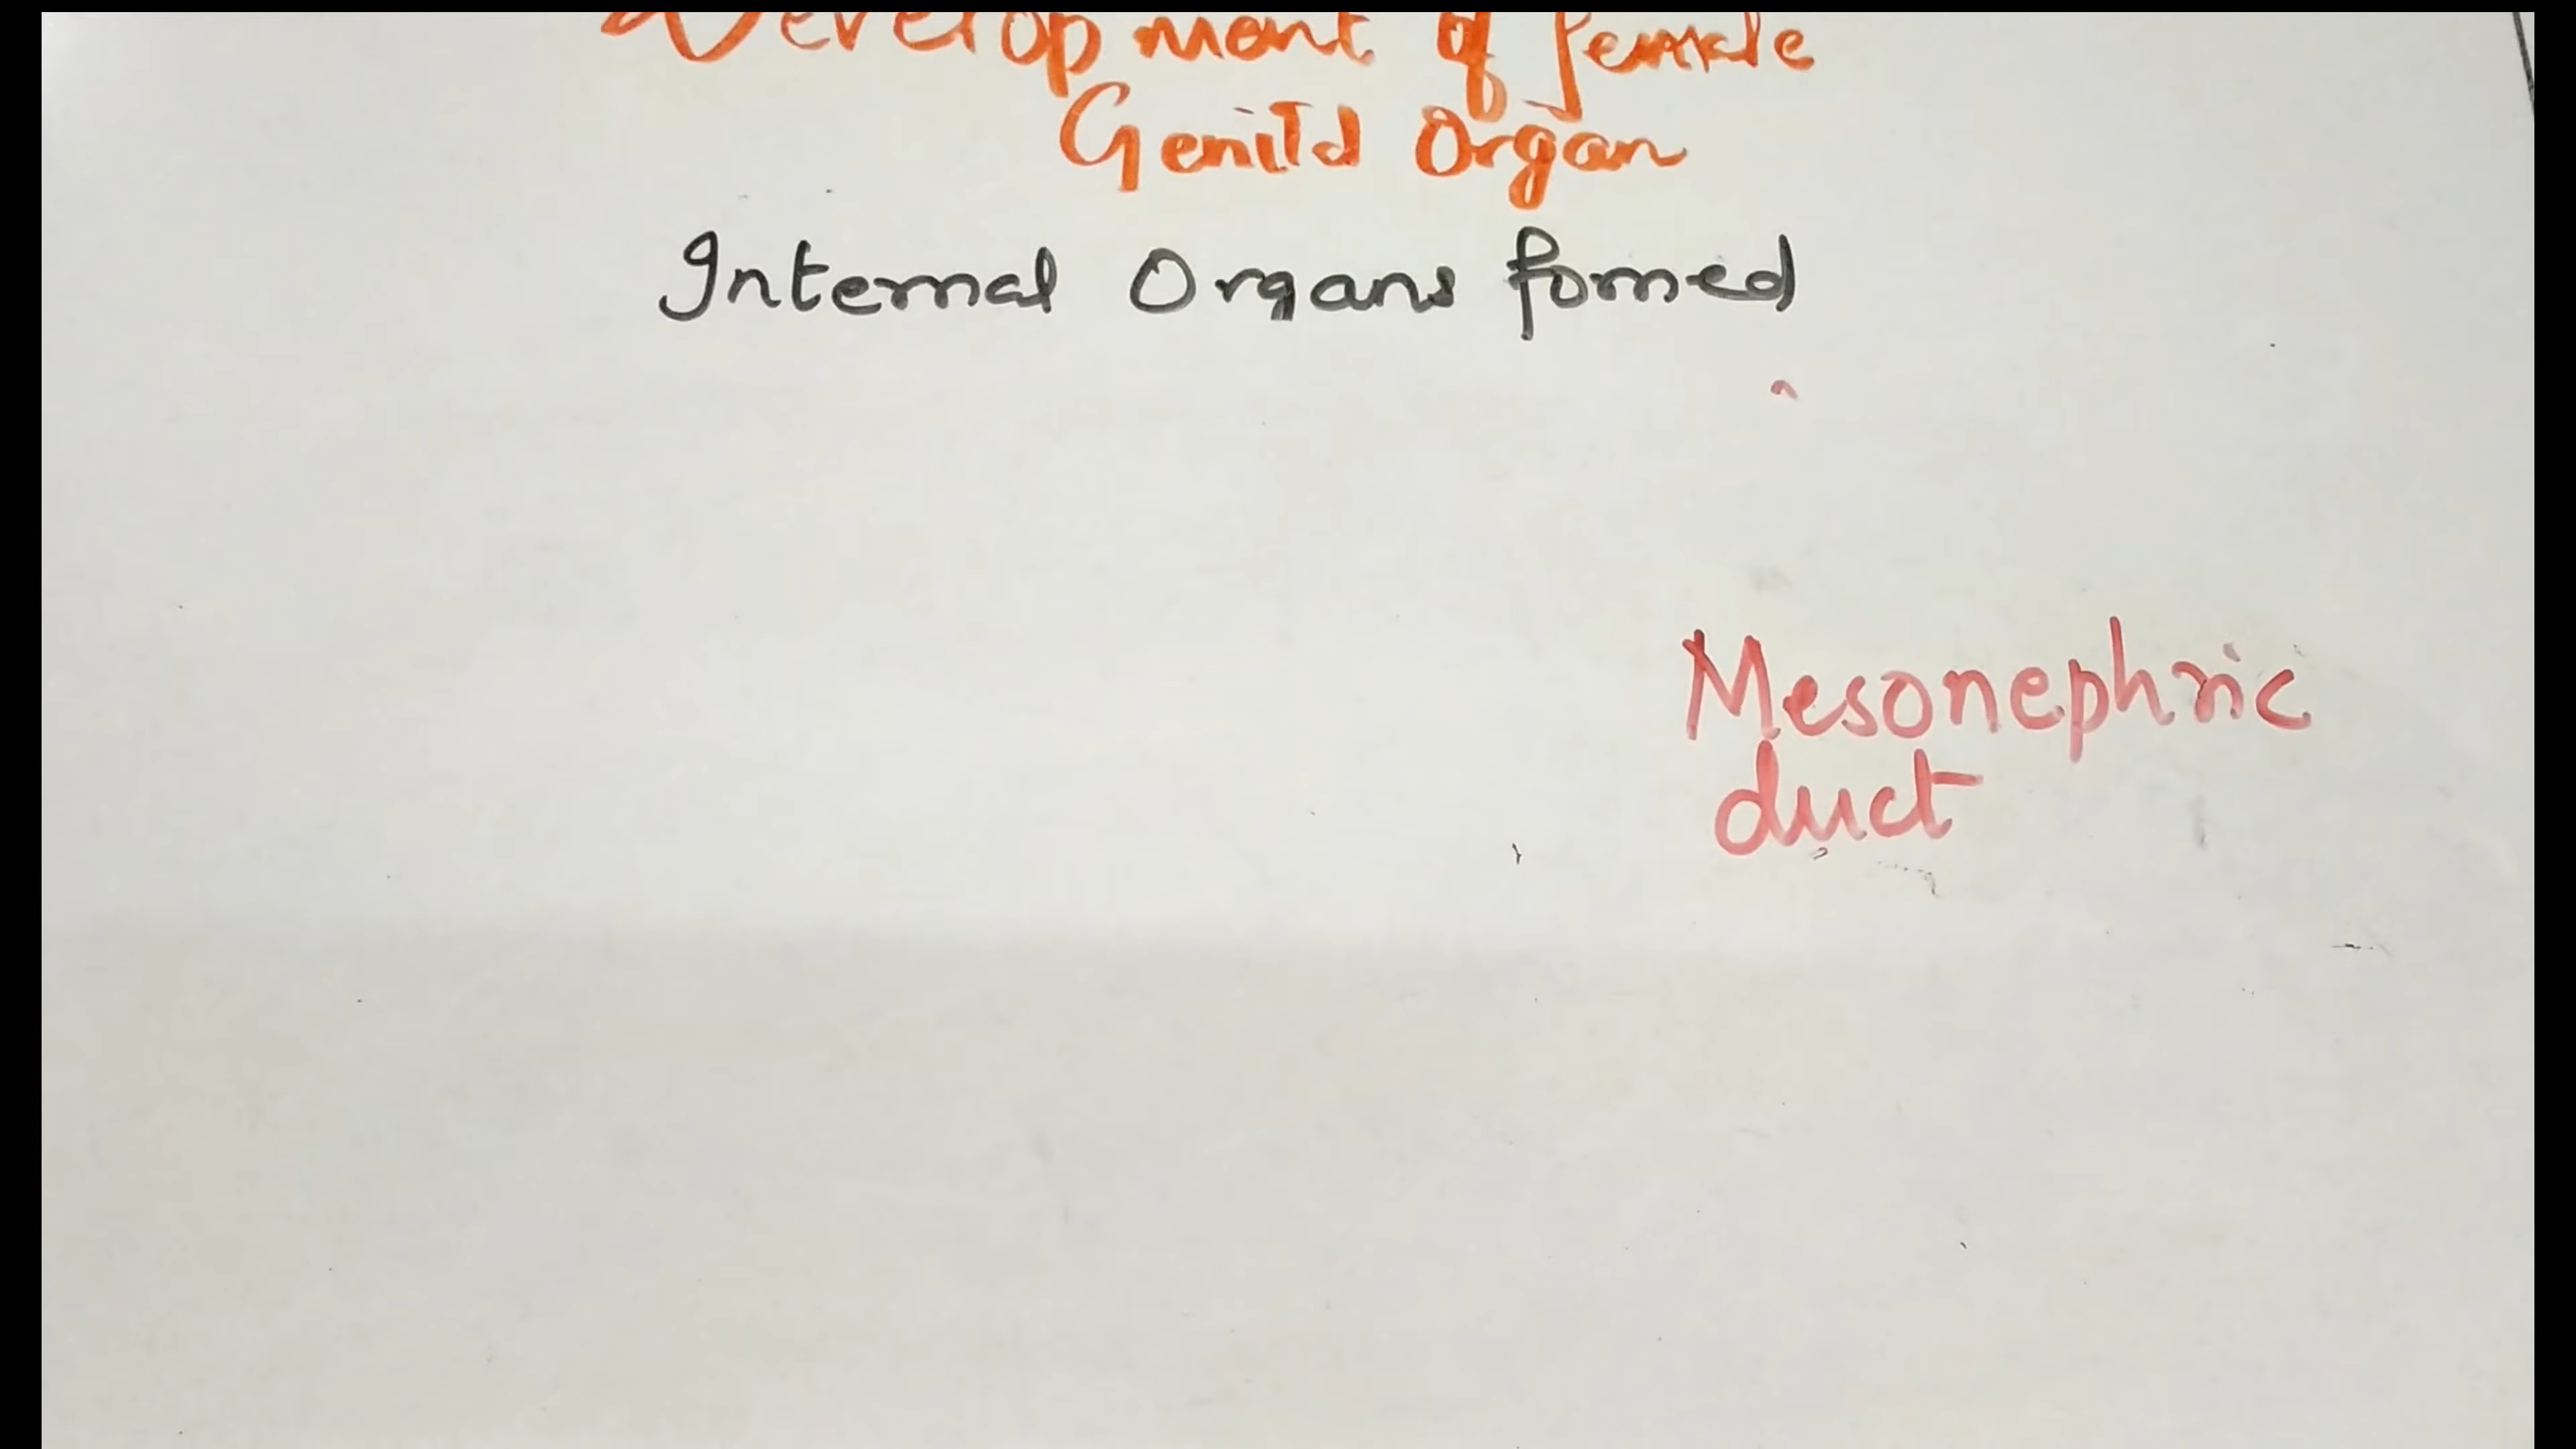 Development of female
Genital Organ
Internal Organs formed
Mesonephric
duct